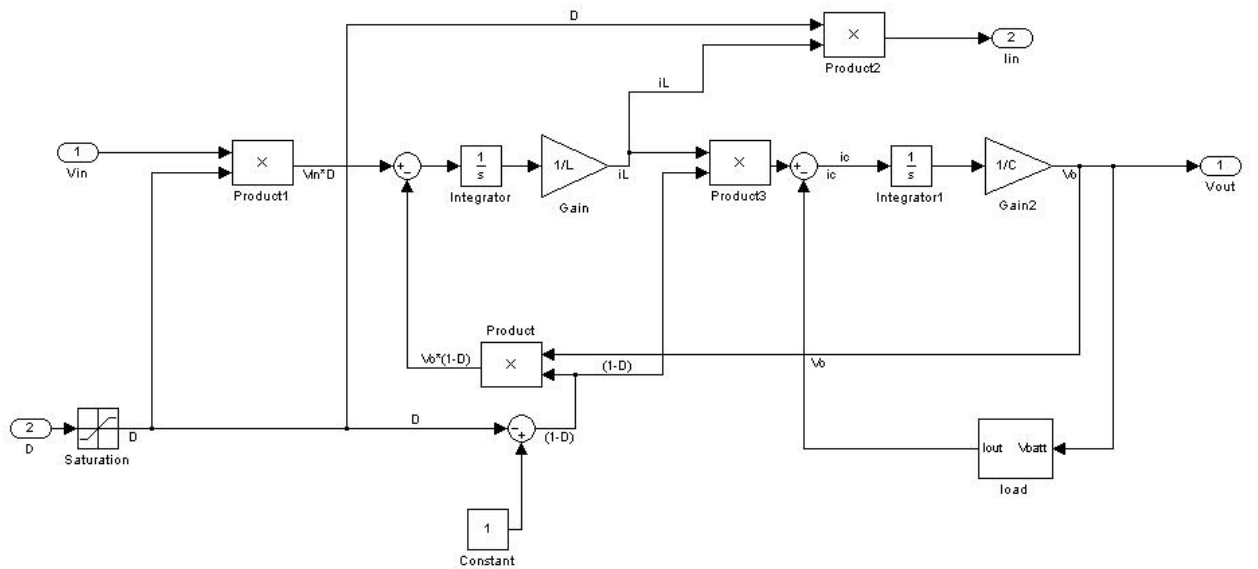 D
×
Product2
2
Iin
iL
1
Vin
×
Product1
Vin*D
+
−
1
s
Integrator
1/L
Gain
iL
×
Product3
+
−
ic
ic
1
s
Integrator1
1/C
Gain2
Vo
1
Vout
Product
×
Vo*(1-D)
(1-D)
Vo
2
D
Saturation
D
D
−
+
(1-D)
Iout
Vbatt
load
1
Constant